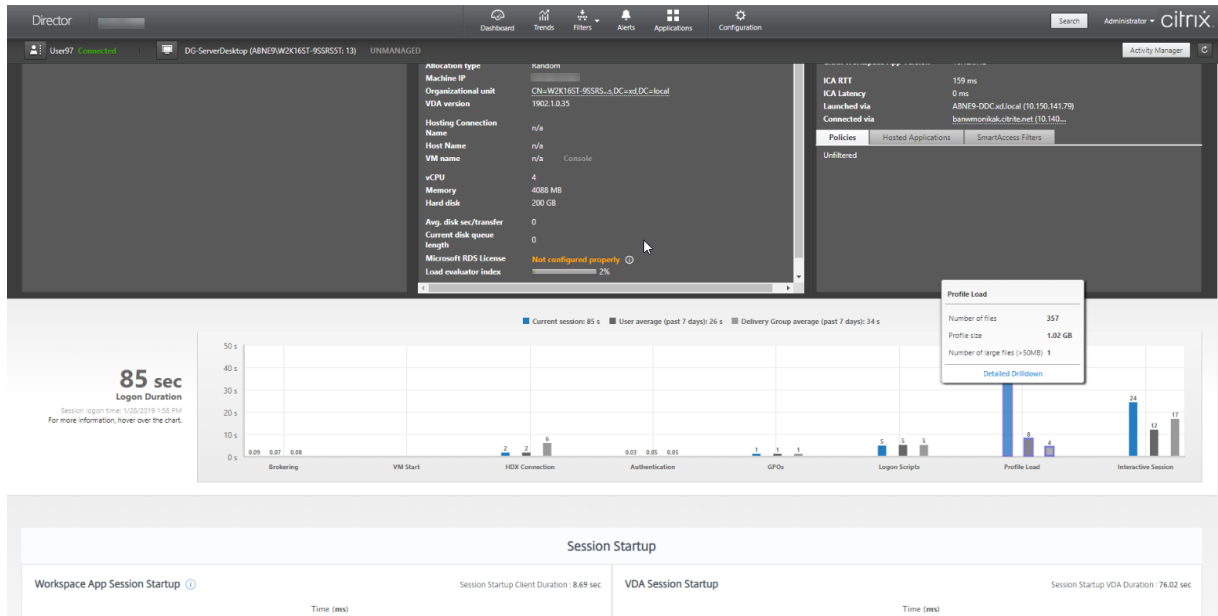 Director
Dashboard
Trends
Filters
Alerts
Applications
Configuration
Search
Administrator
citrix
User97 Connected
DG-ServerDesktop (ABNE9\W2K16ST-9SSRS5T: 13)
UNMANAGED
Activity Manager
Allocation type Random
Machine IP
Organizational unit CN=W2K16ST-9SSRS...s,DC=xd,DC=local
VDA version 1902.1.0.35
Hosting Connection
Name n/a
Host Name n/a
VM name n/a Console
vCPU 4
Memory 4088 MB
Hard disk 200 GB
Avg. disk sec/transfer 0
Current disk queue
length 0
Microsoft RDS License Not configured properly
Load evaluator index 2%
ICA RTT 159 ms
ICA Latency 0 ms
Launched via ABNE9-DDC.xd.local (10.150.141.79)
Connected via banwmonikak.citrite.net (10.140....
Policies Hosted Applications SmartAccess Filters
Unfiltered
Profile Load
Number of files 357
Profile size 1.02 GB
Number of large files (>50MB) 1
Detailed Drilldown
Current session: 85 s User average (past 7 days): 26 s Delivery Group average (past 7 days): 34 s
85 sec
Logon Duration
Session logon time: 1/28/2019 1:58 PM
For more information, hover over the chart.
50 s
40 s
30 s
20 s
10 s
0 s
0.09 0.07 0.08
2 2 6
0.03 0.05 0.05
1 1 1
5 5 5
8 4
24 12 17
Brokering VM Start HDX Connection Authentication GPOs Logon Scripts Profile Load Interactive Session
Session Startup
Workspace App Session Startup
Session Startup Client Duration : 8.69 sec
Time (ms)
VDA Session Startup
Session Startup VDA Duration : 76.02 sec
Time (ms)